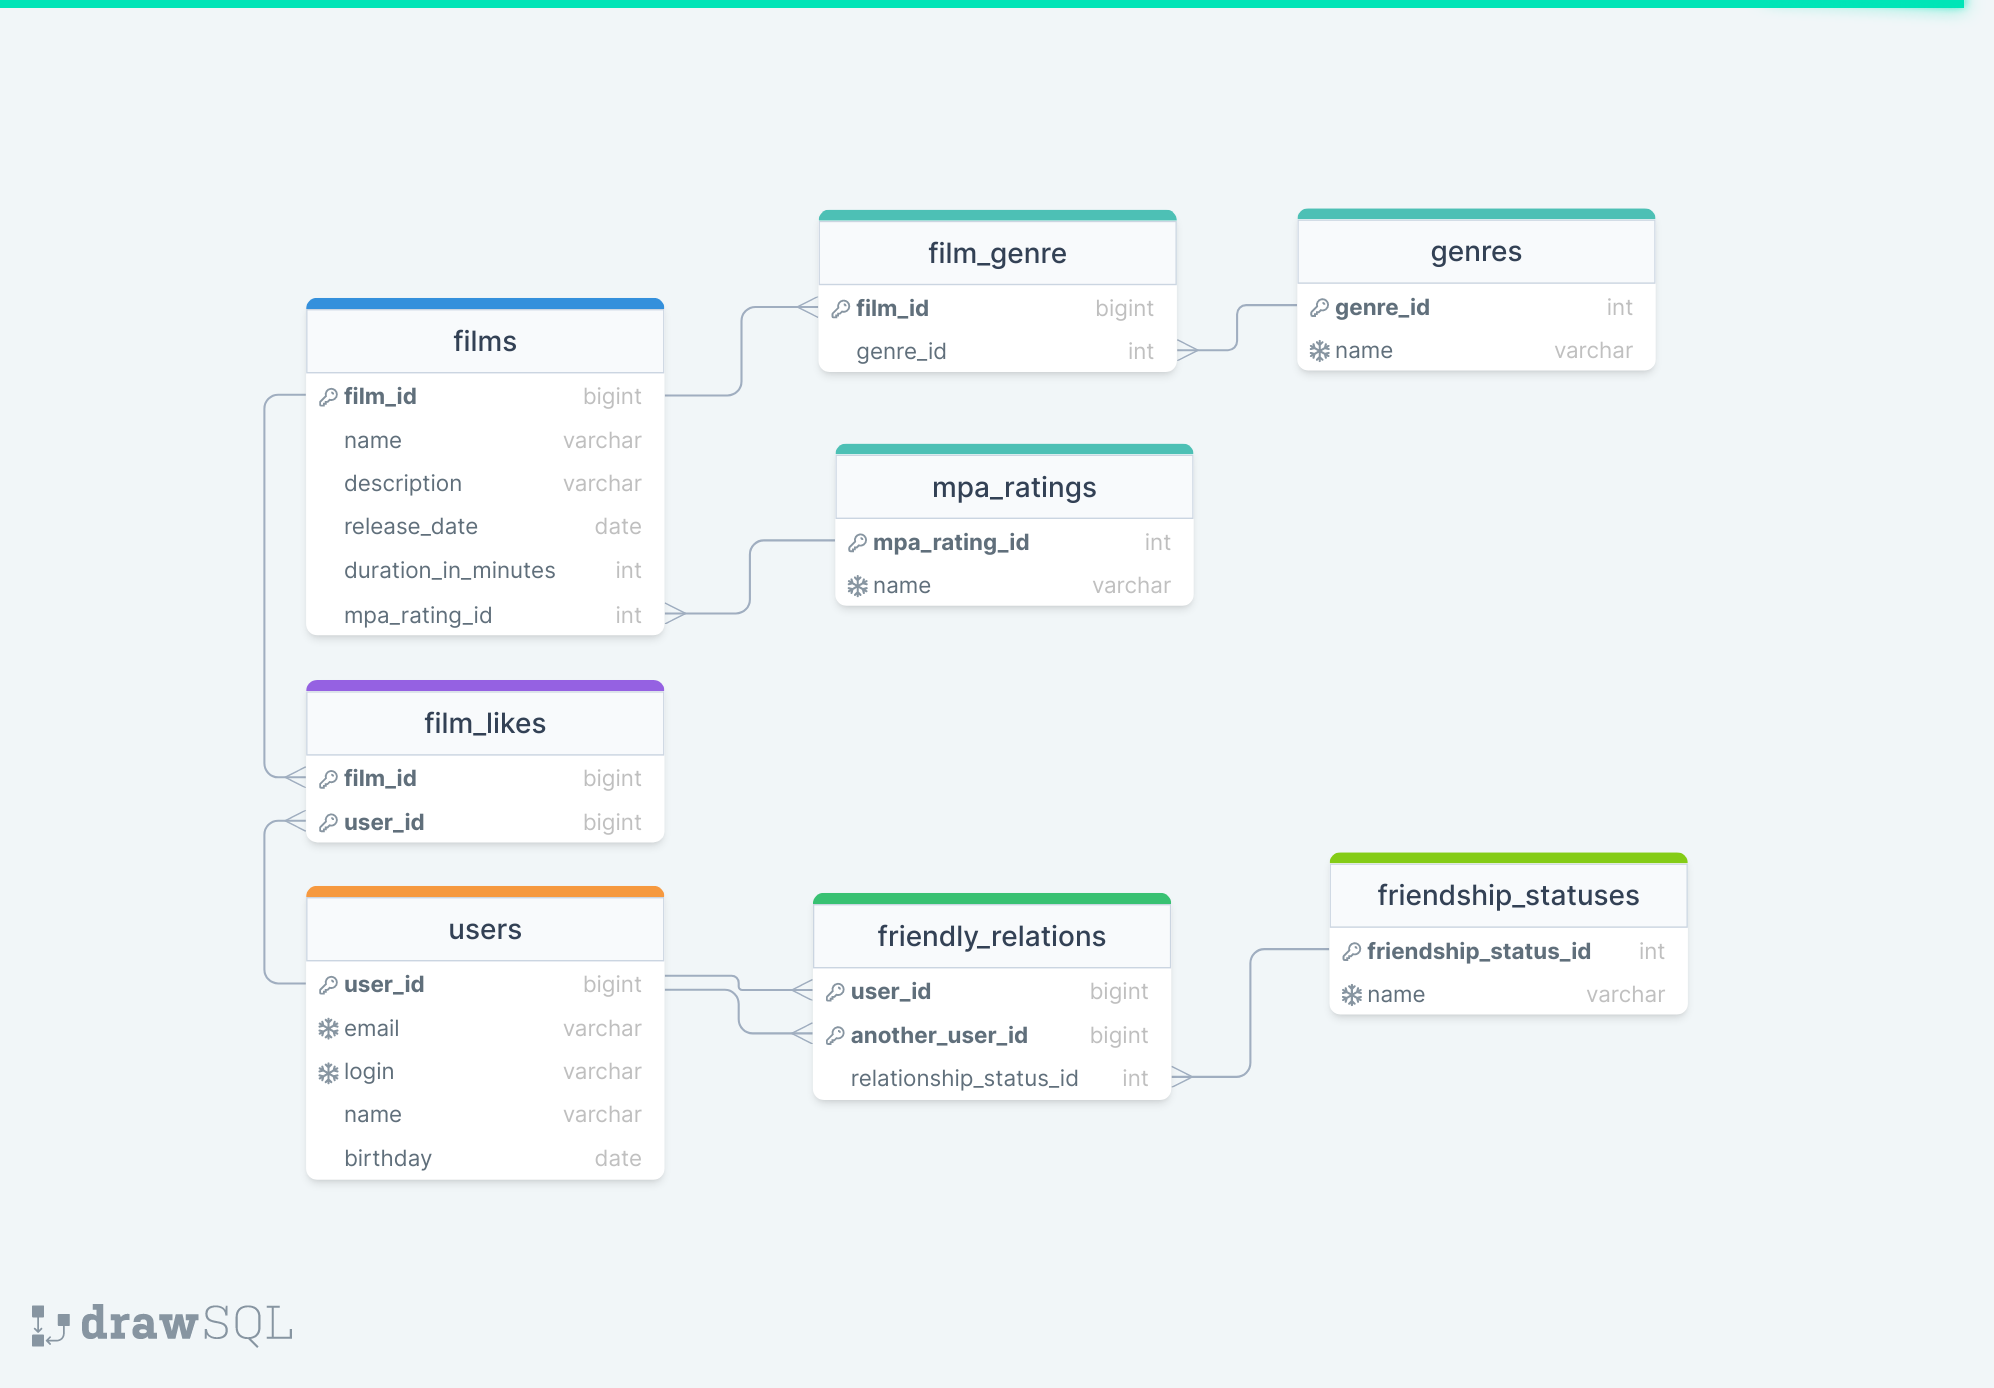 films
film_id bigint
name varchar
description varchar
release_date date
duration_in_minutes int
mpa_rating_id int
film_genre
film_id bigint
genre_id int
genres
genre_id int
name varchar
mpa_ratings
mpa_rating_id int
name varchar
film_likes
film_id bigint
user_id bigint
users
user_id bigint
email varchar
login varchar
name varchar
birthday date
friendly_relations
user_id bigint
another_user_id bigint
relationship_status_id int
friendship_statuses
friendship_status_id int
name varchar
drawSQL